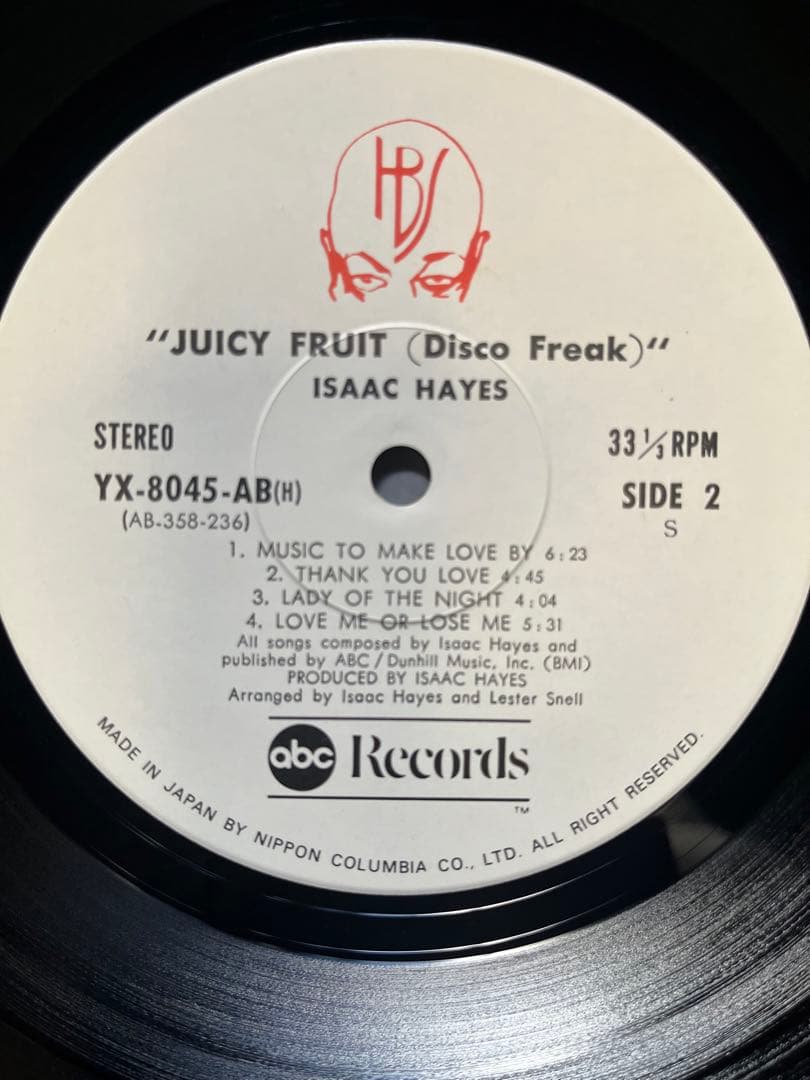 HBS
"JUICY FRUIT (Disco Freak)"
ISAAC HAYES
STEREO
33 1/3 RPM
YX-8045-AB(H)
SIDE 2
(AB-358-236)
S
1. MUSIC TO MAKE LOVE BY 6:23
2. THANK YOU LOVE 4:45
3. LADY OF THE NIGHT 4:04
4. LOVE ME OR LOSE ME 5:31
All songs composed by Isaac Hayes and
published by ABC/Dunhill Music, Inc. (BMI)
PRODUCED BY ISAAC HAYES
Arranged by Isaac Hayes and Lester Snell
abc Records
TM
MADE IN JAPAN BY NIPPON COLUMBIA CO., LTD. ALL RIGHT RESERVED.